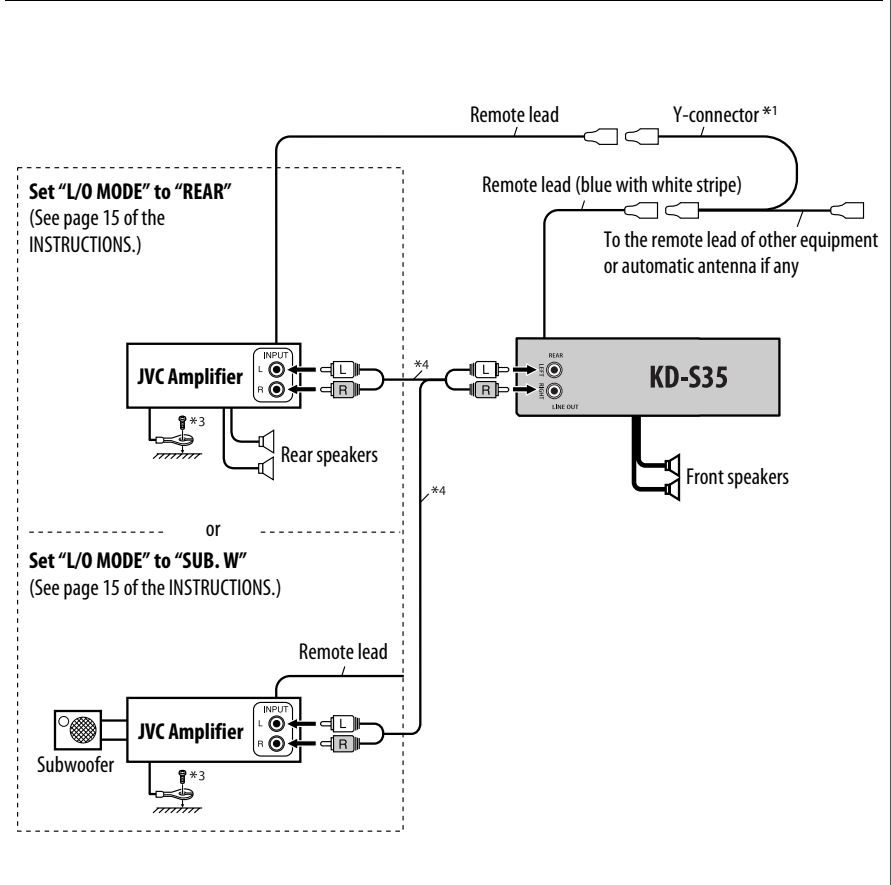 Remote lead
Y-connector *1
Set “L/O MODE” to “REAR”
(See page 15 of the
INSTRUCTIONS.)
Remote lead (blue with white stripe)
To the remote lead of other equipment
or automatic antenna if any
JVC Amplifier
INPUT
L
R
L
R
*4
L
R
REAR
LEFT
RIGHT
LINE OUT
KD-S35
*3
Rear speakers
Front speakers
*4
or
Set “L/O MODE” to “SUB. W”
(See page 15 of the INSTRUCTIONS.)
Remote lead
JVC Amplifier
INPUT
L
R
L
R
Subwoofer
*3